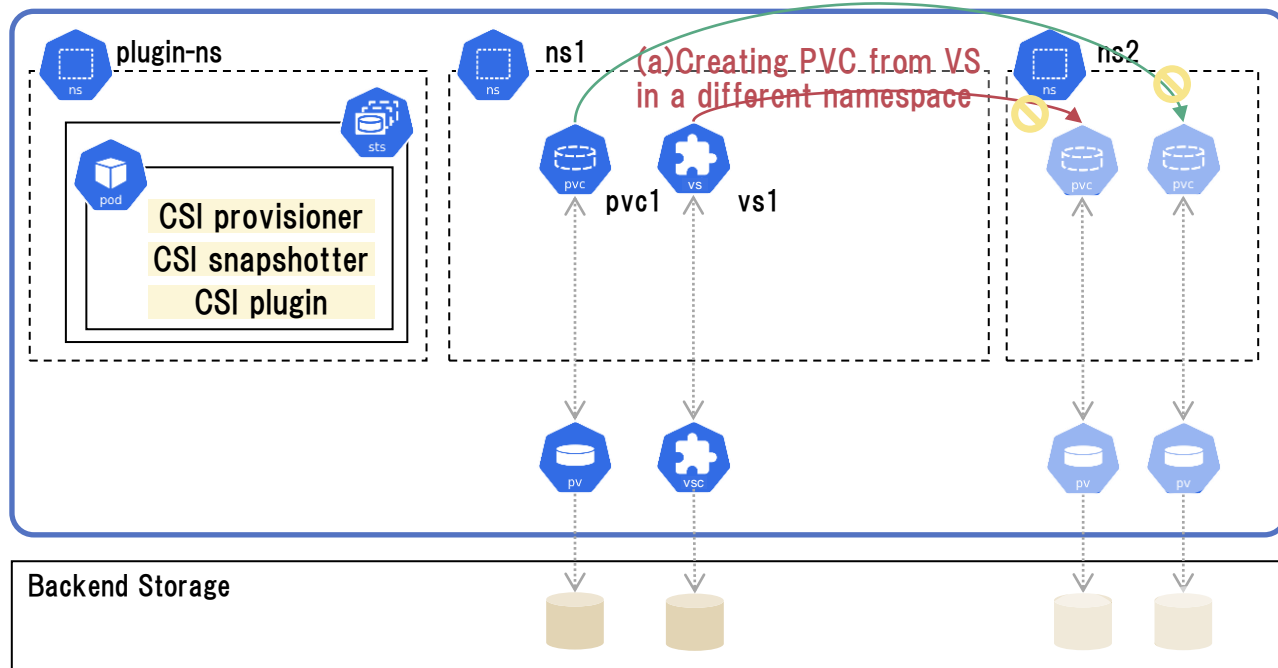 plugin-ns
ns
sts
pod
CSI provisioner
CSI snapshotter
CSI plugin
ns1
ns
(a)Creating PVC from VS
in a different namespace
pvc
pvc1
vs
vs1
ns2
ns
pvc
pvc
pv
vsc
pv
pv
Backend Storage